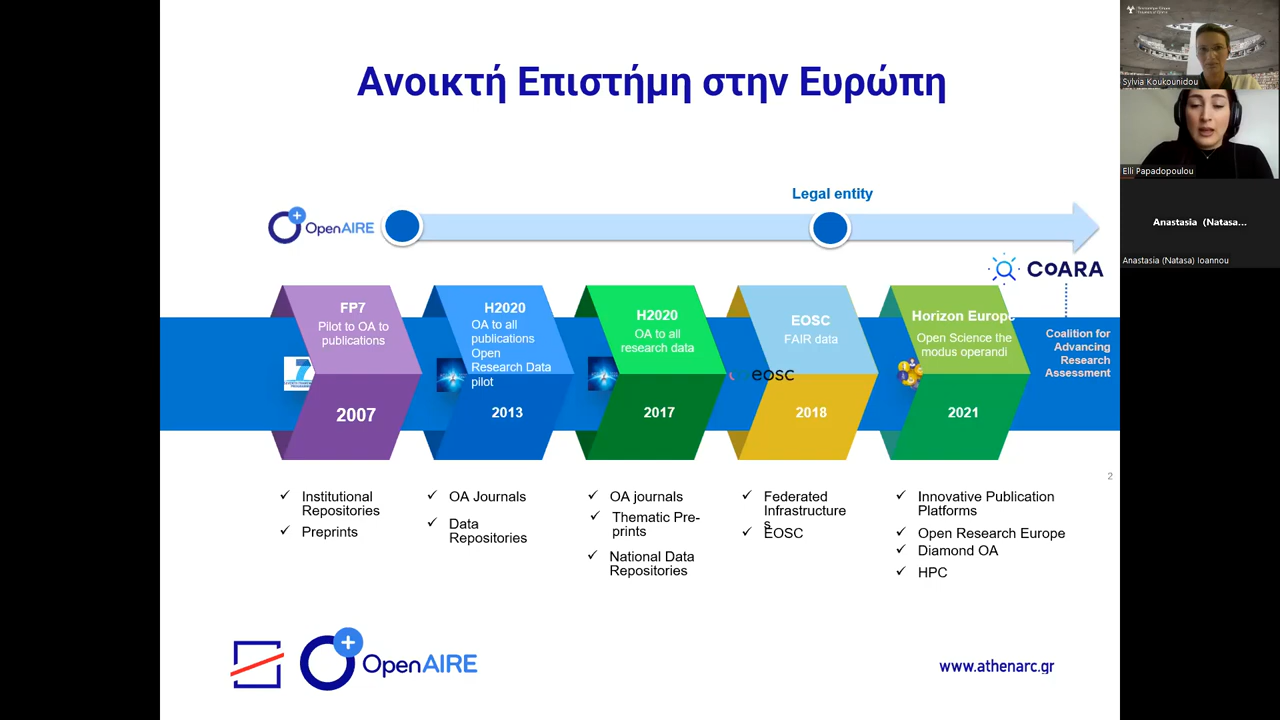 Ανοικτή Επιστήμη στην Ευρώπη
Legal entity
OpenAIRE
CoARA
FP7
Pilot to OA to
publications
2007
H2020
OA to all
publications
Open
Research Data
pilot
2013
H2020
OA to all
research data
2017
EOSC
FAIR data
eosc
2018
Horizon Europe
Open Science the
modus operandi
2021
Coalition for
Advancing
Research
Assessment
2
✓ Institutional
Repositories
✓ Preprints
✓ OA Journals
✓ Data
Repositories
✓ OA journals
✓ Thematic Pre-
prints
✓ National Data
Repositories
✓ Federated
Infrastructure
s
✓ EOSC
✓ Innovative Publication
Platforms
✓ Open Research Europe
✓ Diamond OA
✓ HPC
OpenAIRE
www.athenarc.gr
Sylvia Koukounidou
Elli Papadopoulou
Anastasia (Natasa...
Anastasia (Natasa) Ioannou